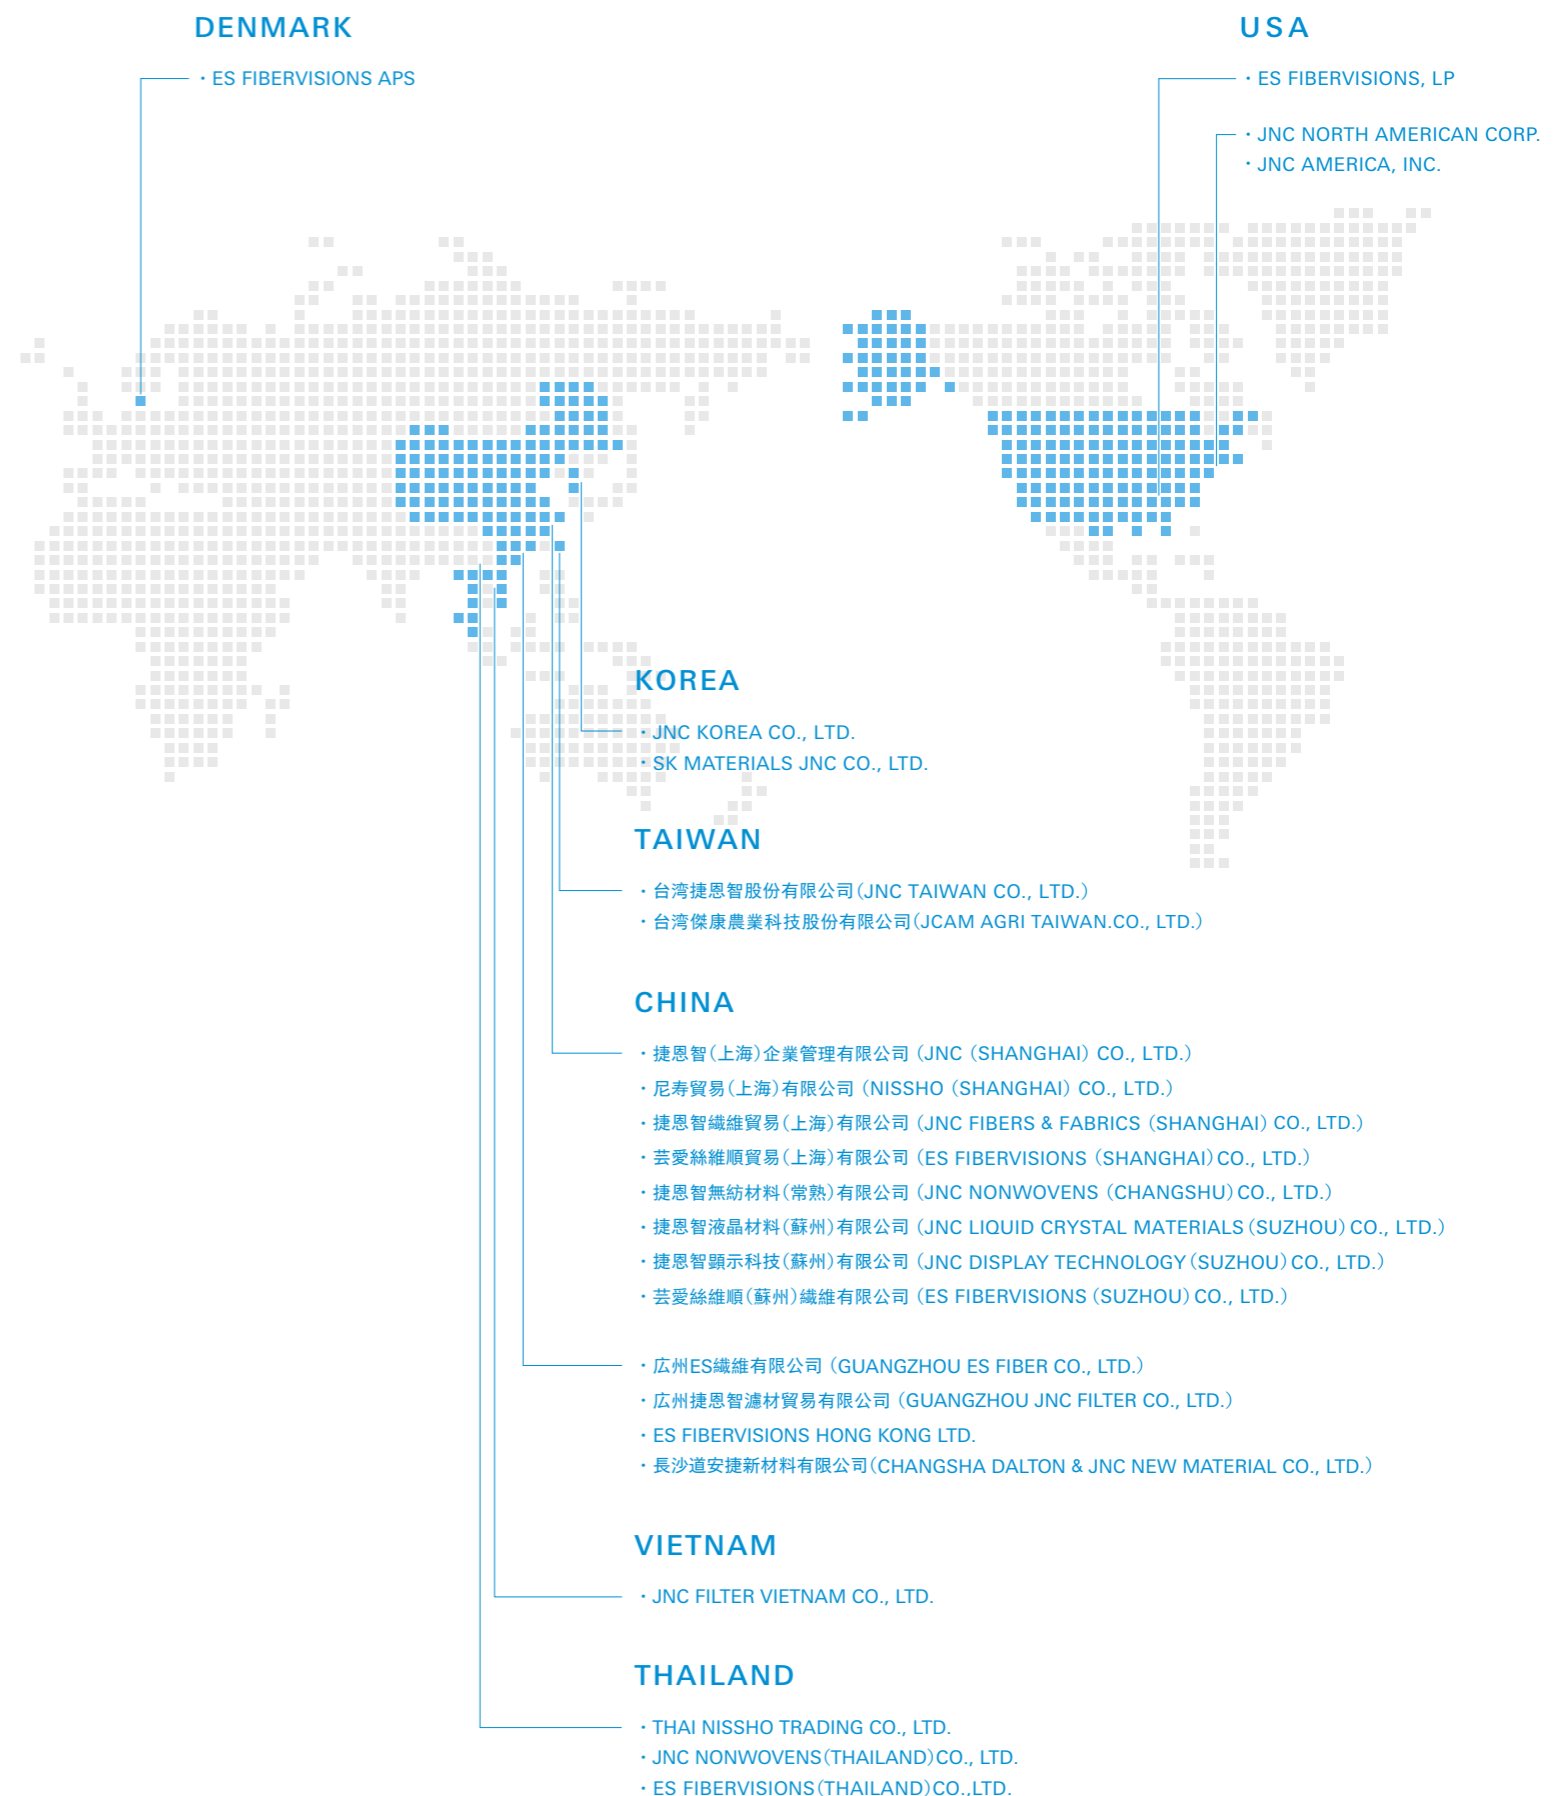 DENMARK
・ES FIBERVISIONS APS
USA
・ES FIBERVISIONS, LP
・JNC NORTH AMERICAN CORP.
・JNC AMERICA, INC.
KOREA
・JNC KOREA CO., LTD.
・SK MATERIALS JNC CO., LTD.
TAIWAN
・台湾捷恩智股份有限公司(JNC TAIWAN CO., LTD.)
・台湾傑康農業科技股份有限公司(JCAM AGRI TAIWAN.CO., LTD.)
CHINA
・捷恩智(上海)企業管理有限公司 (JNC (SHANGHAI) CO., LTD.)
・尼寿貿易(上海)有限公司 (NISSHO (SHANGHAI) CO., LTD.)
・捷恩智繊維貿易(上海)有限公司 (JNC FIBERS & FABRICS (SHANGHAI) CO., LTD.)
・芸愛絲維順貿易(上海)有限公司 (ES FIBERVISIONS (SHANGHAI)CO., LTD.)
・捷恩智無紡材料(常熟)有限公司 (JNC NONWOVENS (CHANGSHU)CO., LTD.)
・捷恩智液晶材料(蘇州)有限公司 (JNC LIQUID CRYSTAL MATERIALS(SUZHOU)CO., LTD.)
・捷恩智顕示科技(蘇州)有限公司 (JNC DISPLAY TECHNOLOGY(SUZHOU)CO., LTD.)
・芸愛絲維順(蘇州)繊維有限公司 (ES FIBERVISIONS (SUZHOU)CO., LTD.)
・広州ES繊維有限公司 (GUANGZHOU ES FIBER CO., LTD.)
・広州捷恩智濾材貿易有限公司 (GUANGZHOU JNC FILTER CO., LTD.)
・ES FIBERVISIONS HONG KONG LTD.
・長沙道安捷新材料有限公司(CHANGSHA DALTON & JNC NEW MATERIAL CO., LTD.)
VIETNAM
・JNC FILTER VIETNAM CO., LTD.
THAILAND
・THAI NISSHO TRADING CO., LTD.
・JNC NONWOVENS(THAILAND)CO., LTD.
・ES FIBERVISIONS(THAILAND)CO.,LTD.